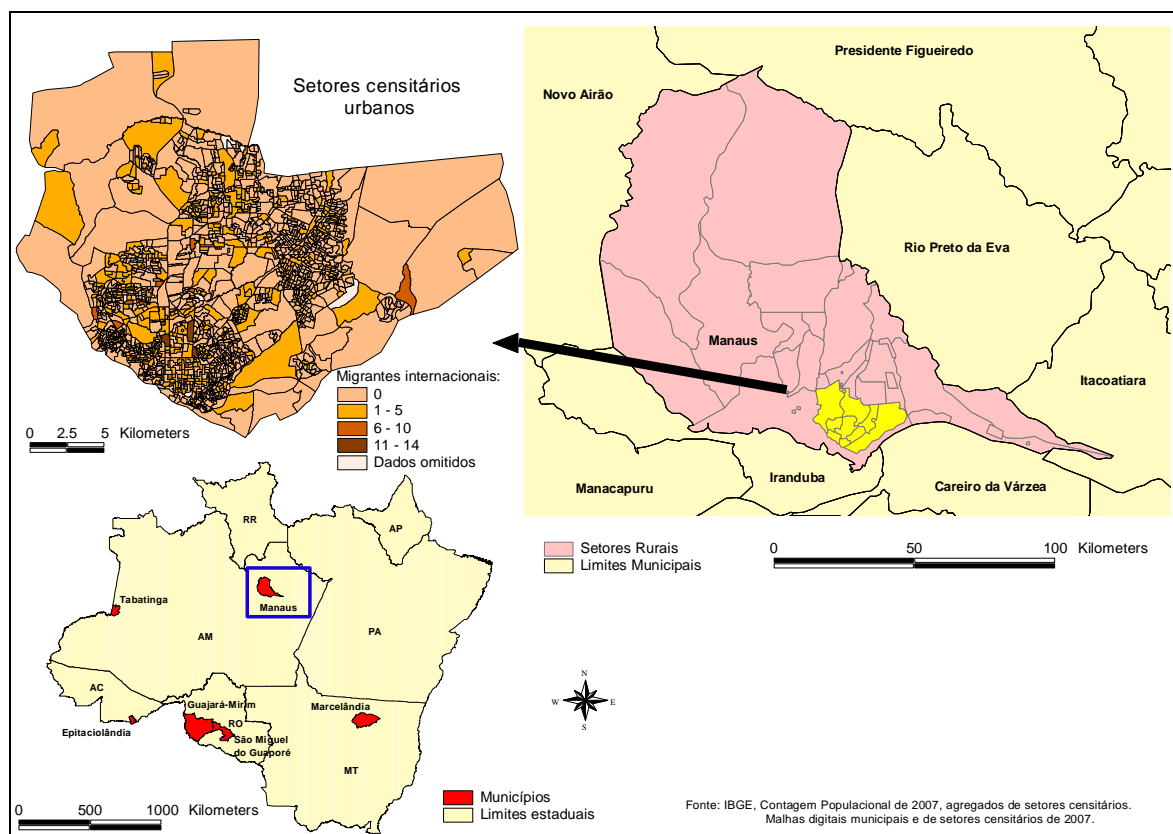 Setores censitários
urbanos
Migrantes internacionais:
0
1 - 5
6 - 10
11 - 14
Dados omitidos
0 2.5 5 Kilometers
Presidente Figueiredo
Novo Airão
Rio Preto da Eva
Manaus
Itacoatiara
Iranduba
Manacapuru
Careiro da Várzea
Setores Rurais
Limites Municipais
0 50 100 Kilometers
RR
AP
Tabatinga
Manaus
AM
PA
AC
Guajará-Mirim
Marcelândia
Epitaciolândia
RO
São Miguel
do Guaporé
MT
0 500 1000 Kilometers
Municípios
Limites estaduais
N
W E
S
Fonte: IBGE, Contagem Populacional de 2007, agregados de setores censitários.
Malhas digitais municipais e de setores censitários de 2007.